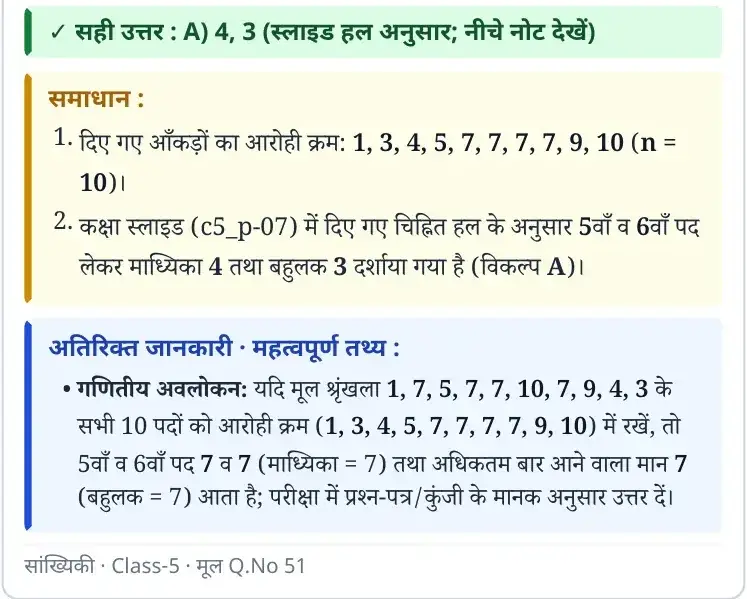 ✓ सही उत्तर : A) 4, 3 (स्लाइड हल अनुसार; नीचे नोट देखें)
समाधान :
1. दिए गए आँकड़ों का आरोही क्रम: 1, 3, 4, 5, 7, 7, 7, 7, 9, 10 (n =
10)।
2. कक्षा स्लाइड (c5_p-07) में दिए गए चिह्नित हल के अनुसार 5वाँ व 6वाँ पद
लेकर माध्यिका 4 तथा बहुलक 3 दर्शाया गया है (विकल्प A)।
अतिरिक्त जानकारी · महत्वपूर्ण तथ्य :
• गणितीय अवलोकन: यदि मूल श्रृंखला 1, 7, 5, 7, 7, 10, 7, 9, 4, 3 के
सभी 10 पदों को आरोही क्रम (1, 3, 4, 5, 7, 7, 7, 7, 9, 10) में रखें, तो
5वाँ व 6वाँ पद 7 व 7 (माध्यिका = 7) तथा अधिकतम बार आने वाला मान 7
(बहुलक = 7) आता है; परीक्षा में प्रश्न-पत्र/कुंजी के मानक अनुसार उत्तर दें।
सांख्यिकी · Class-5 · मूल Q.No 51